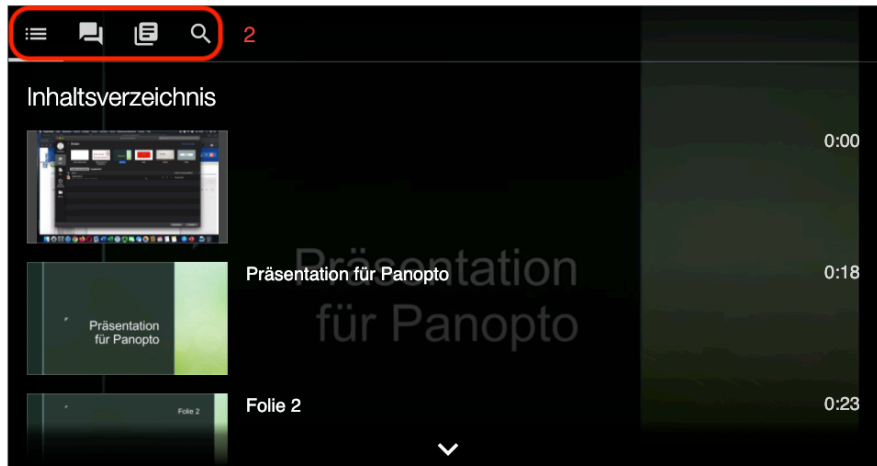 2
Inhaltsverzeichnis
0:00
Präsentation für Panopto
0:18
Präsentation
für Panopto
Präsentation
für Panopto
Folie 2
0:23
Folie 2